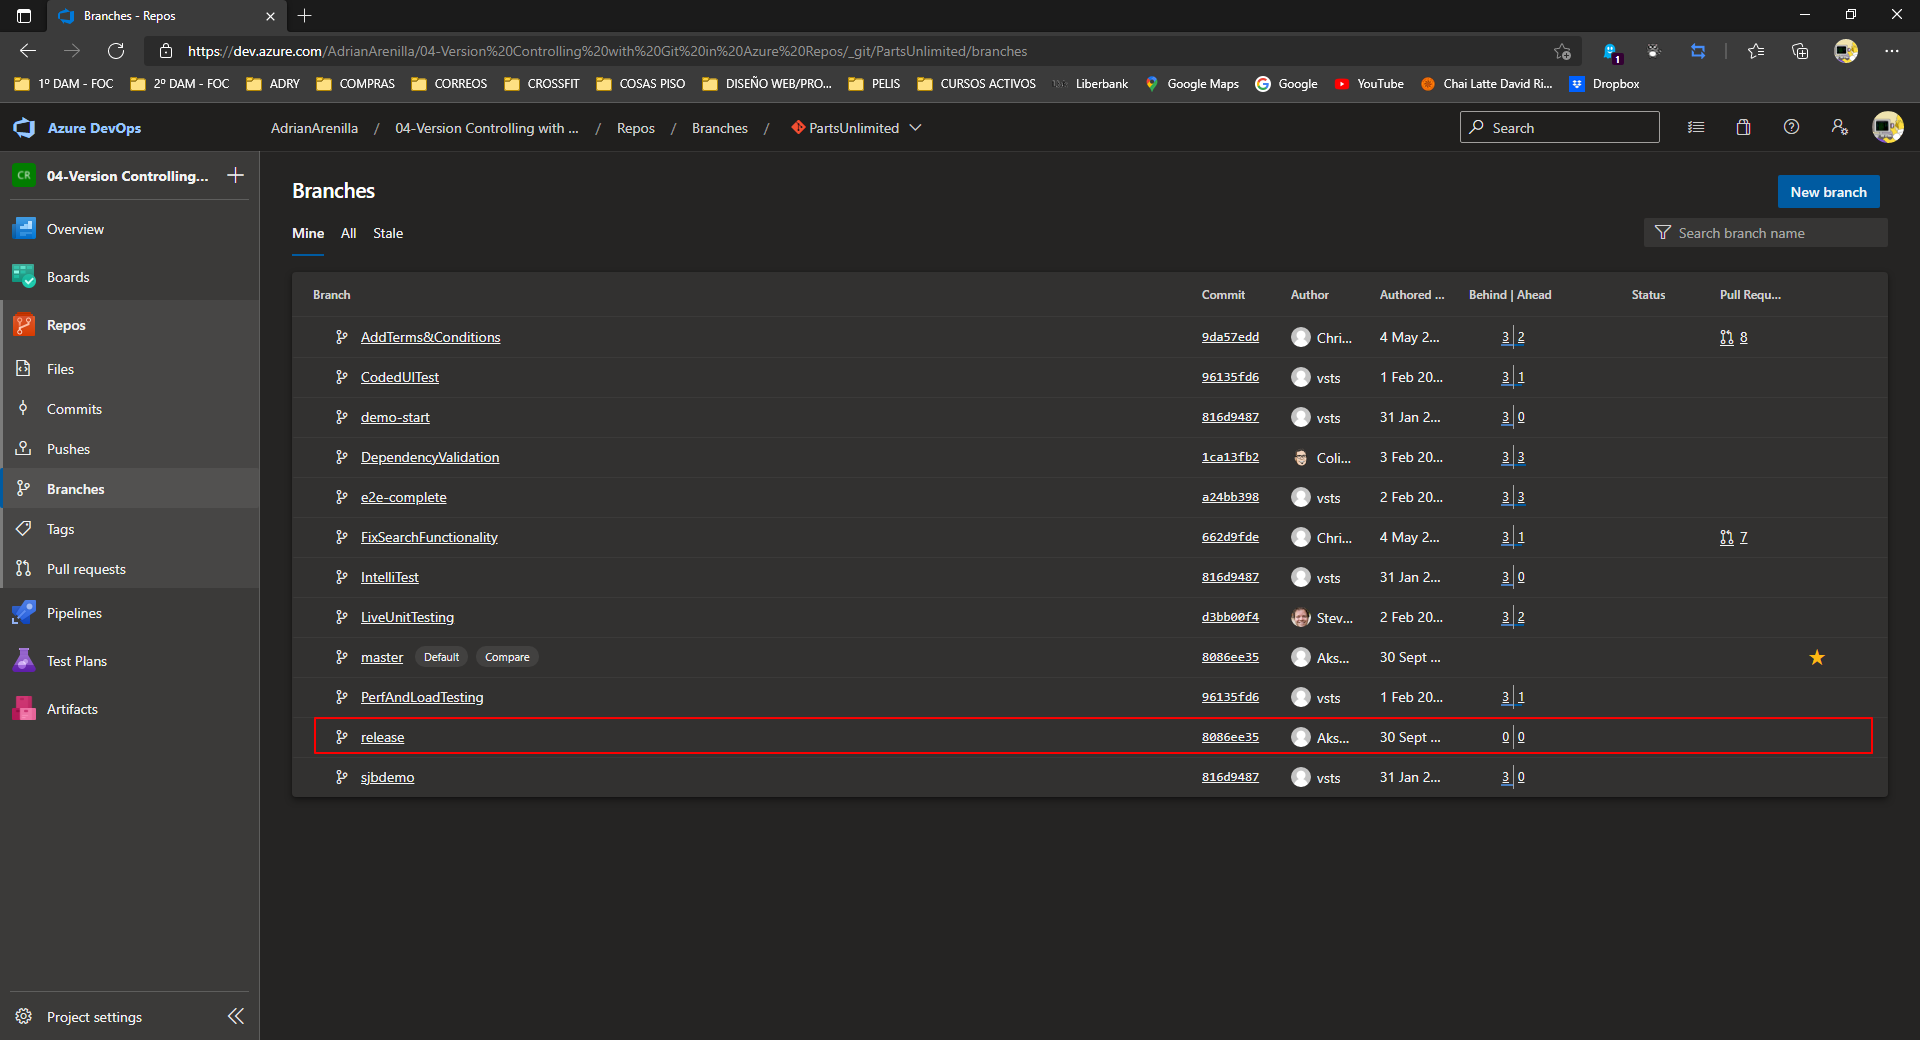 Branches - Repos
https://dev.azure.com/AdrianArenilla/04-Version%20Controlling%20with%20Git%20in%20Azure%20Repos/_git/PartsUnlimited/branches
1
1º DAM - FOC 2º DAM - FOC ADRY COMPRAS CORREOS CROSSFIT COSAS PISO DISEÑO WEB/PRO... PELIS CURSOS ACTIVOS Liberbank Google Maps Google YouTube Chai Latte David Ri... Dropbox
Azure DevOps AdrianArenilla / 04-Version Controlling with ... / Repos / Branches / PartsUnlimited Search
CR 04-Version Controlling...
Overview
Boards
Repos
Files
Commits
Pushes
Branches
Tags
Pull requests
Pipelines
Test Plans
Artifacts
Project settings
Branches
New branch
Mine All Stale
Search branch name
Branch Commit Author Authored ... Behind | Ahead Status Pull Requ...
AddTerms&Conditions 9da57edd Chri... 4 May 2... 3 2 8
CodedUITest 96135fd6 vsts 1 Feb 20... 3 1
demo-start 816d9487 vsts 31 Jan 2... 3 0
DependencyValidation 1ca13fb2 Coli... 3 Feb 20... 3 3
e2e-complete a24bb398 vsts 2 Feb 20... 3 3
FixSearchFunctionality 662d9fde Chri... 4 May 2... 3 1 7
IntelliTest 816d9487 vsts 31 Jan 2... 3 0
LiveUnitTesting d3bb00f4 Stev... 2 Feb 20... 3 2
master Default Compare 8086ee35 Aks... 30 Sept ...
PerfAndLoadTesting 96135fd6 vsts 1 Feb 20... 3 1
release 8086ee35 Aks... 30 Sept ... 0 0
sjbdemo 816d9487 vsts 31 Jan 2... 3 0